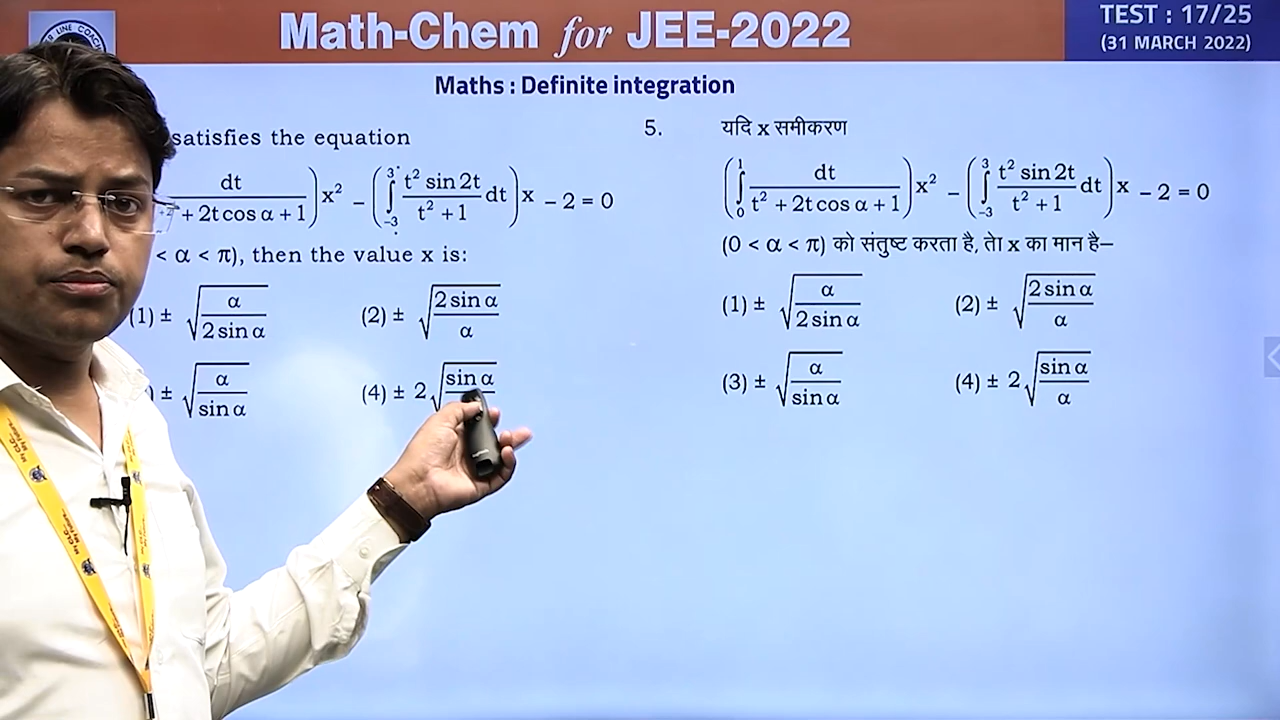 Math-Chem for JEE-2022
TEST : 17/25
(31 MARCH 2022)
Maths : Definite integration
satisfies the equation
dt / + 2t cos α + 1 ) x² − ( ∫₋₃³ t² sin 2t / t² + 1 dt ) x − 2 = 0
< α < π), then the value x is:
(1) ± √(α / 2 sin α) (2) ± √(2 sin α / α)
± √(α / sin α) (4) ± 2 √(sin α
5. यदि x समीकरण
( ∫₀¹ dt / t² + 2t cos α + 1 ) x² − ( ∫₋₃³ t² sin 2t / t² + 1 dt ) x − 2 = 0
(0 < α < π) को संतुष्ट करता है, तो x का मान है–
(1) ± √(α / 2 sin α) (2) ± √(2 sin α / α)
(3) ± √(α / sin α) (4) ± 2 √(sin α / α)